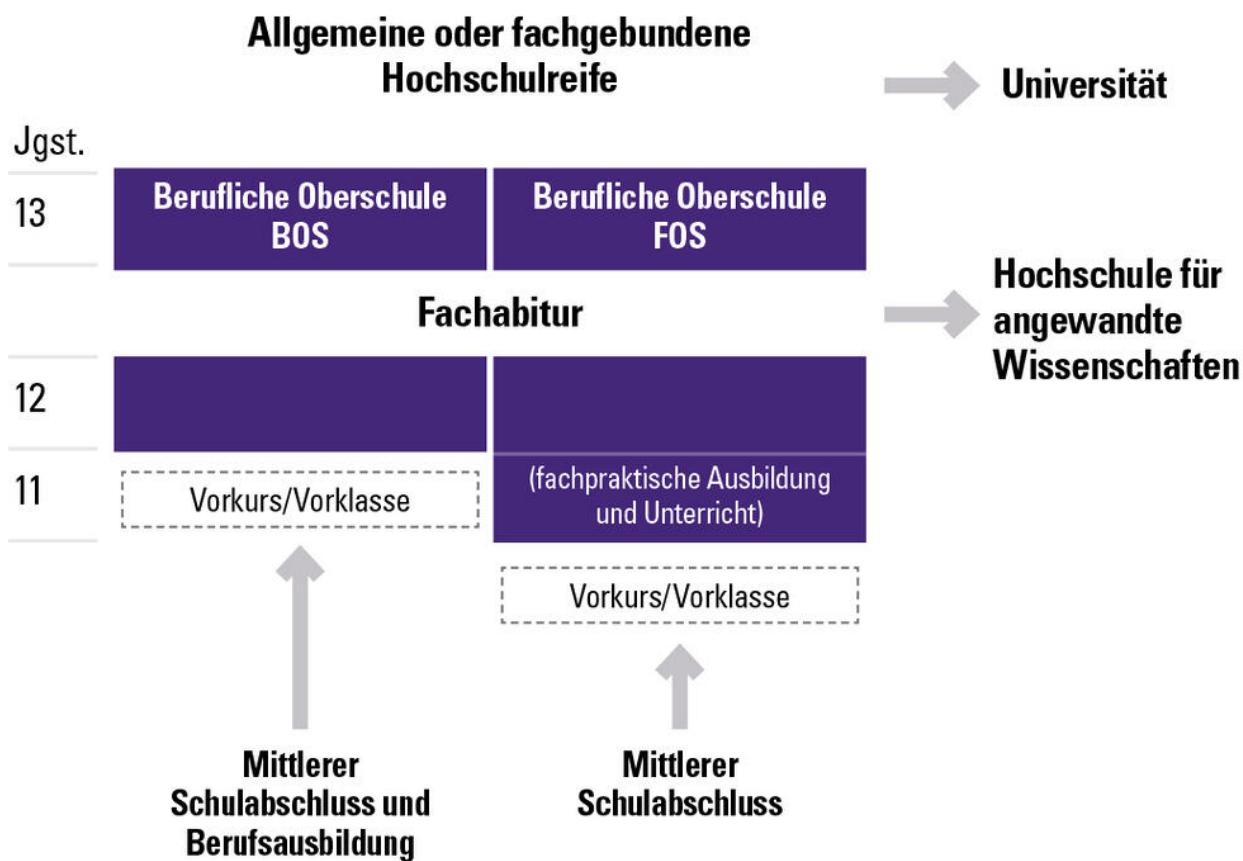 Allgemeine oder fachgebundene
Hochschulreife
Universität
Jgst.
13
Berufliche Oberschule
BOS
Berufliche Oberschule
FOS
Fachabitur
Hochschule für
angewandte
Wissenschaften
12
11
Vorkurs/Vorklasse
(fachpraktische Ausbildung
und Unterricht)
Vorkurs/Vorklasse
Mittlerer
Schulabschluss und
Berufsausbildung
Mittlerer
Schulabschluss